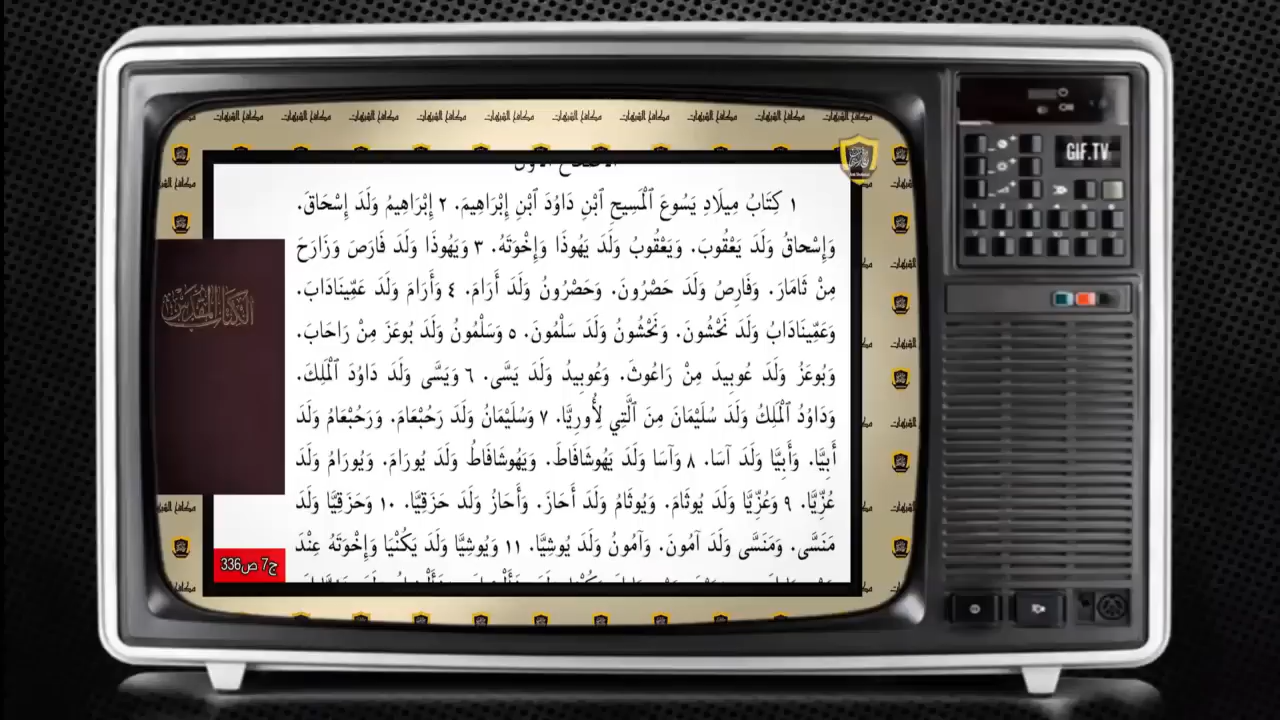 الاصحاح الأول
١ كِتَابُ مِيلَادِ يَسُوعَ ٱلْمَسِيحِ ٱبْنِ دَاوُدَ ٱبْنِ إِبْرَاهِيمَ. ٢ إِبْرَاهِيمُ وَلَدَ إِسْحَاقَ.
وَإِسْحاقُ وَلَدَ يَعْقُوبَ. وَيَعْقُوبُ وَلَدَ يَهُوذَا وَإِخْوَتَهُ. ٣ وَيَهُوذَا وَلَدَ فَارَصَ وَزَارَحَ
مِنْ ثَامَارَ. وَفَارِصُ وَلَدَ حَصْرُونَ. وَحَصْرُونُ وَلَدَ أَرَامَ. ٤ وَأَرَامَ وَلَدَ عَمِّينَادَابَ.
وَعَمِّينَادَابُ وَلَدَ نَحْشُونَ. وَنَحْشُونُ وَلَدَ سَلْمُونَ. ٥ وَسَلْمُونُ وَلَدَ بُوعَزَ مِنْ رَاحَابَ.
وَبُوعَزُ وَلَدَ عُوبِيدَ مِنْ رَاعُوثَ. وَعُوبِيدُ وَلَدَ يَسَّى. ٦ وَيَسَّى وَلَدَ دَاوُدَ ٱلْمَلِكَ.
وَدَاوُدُ ٱلْمَلِكُ وَلَدَ سُلَيْمَانَ مِنَ ٱلَّتِي لِأُورِيَّا. ٧ وَسُلَيْمَانُ وَلَدَ رَحُبْعَامَ. وَرَحُبْعَامُ وَلَدَ
أَبِيَّا. وَأَبِيَّا وَلَدَ آسَا. ٨ وَآسَا وَلَدَ يَهُوشَافَاطَ. وَيَهُوشَافَاطُ وَلَدَ يُورَامَ. وَيُورَامُ وَلَدَ
عُزِّيَّا. ٩ وَعُزِّيَّا وَلَدَ يُوثَامَ. وَيُوثَامُ وَلَدَ أَحَازَ. وَأَحَازُ وَلَدَ حَزَقِيَّا. ١٠ وَحَزَقِيَّا وَلَدَ
مَنَسَّى. وَمَنَسَّى وَلَدَ آمُونَ. وَآمُونُ وَلَدَ يُوشِيَّا. ١١ وَيُوشِيَّا وَلَدَ يَكُنْيَا وَإِخْوَتَهُ عِنْدَ
الكتاب المقدس
ج7 ص336
GIF.TV